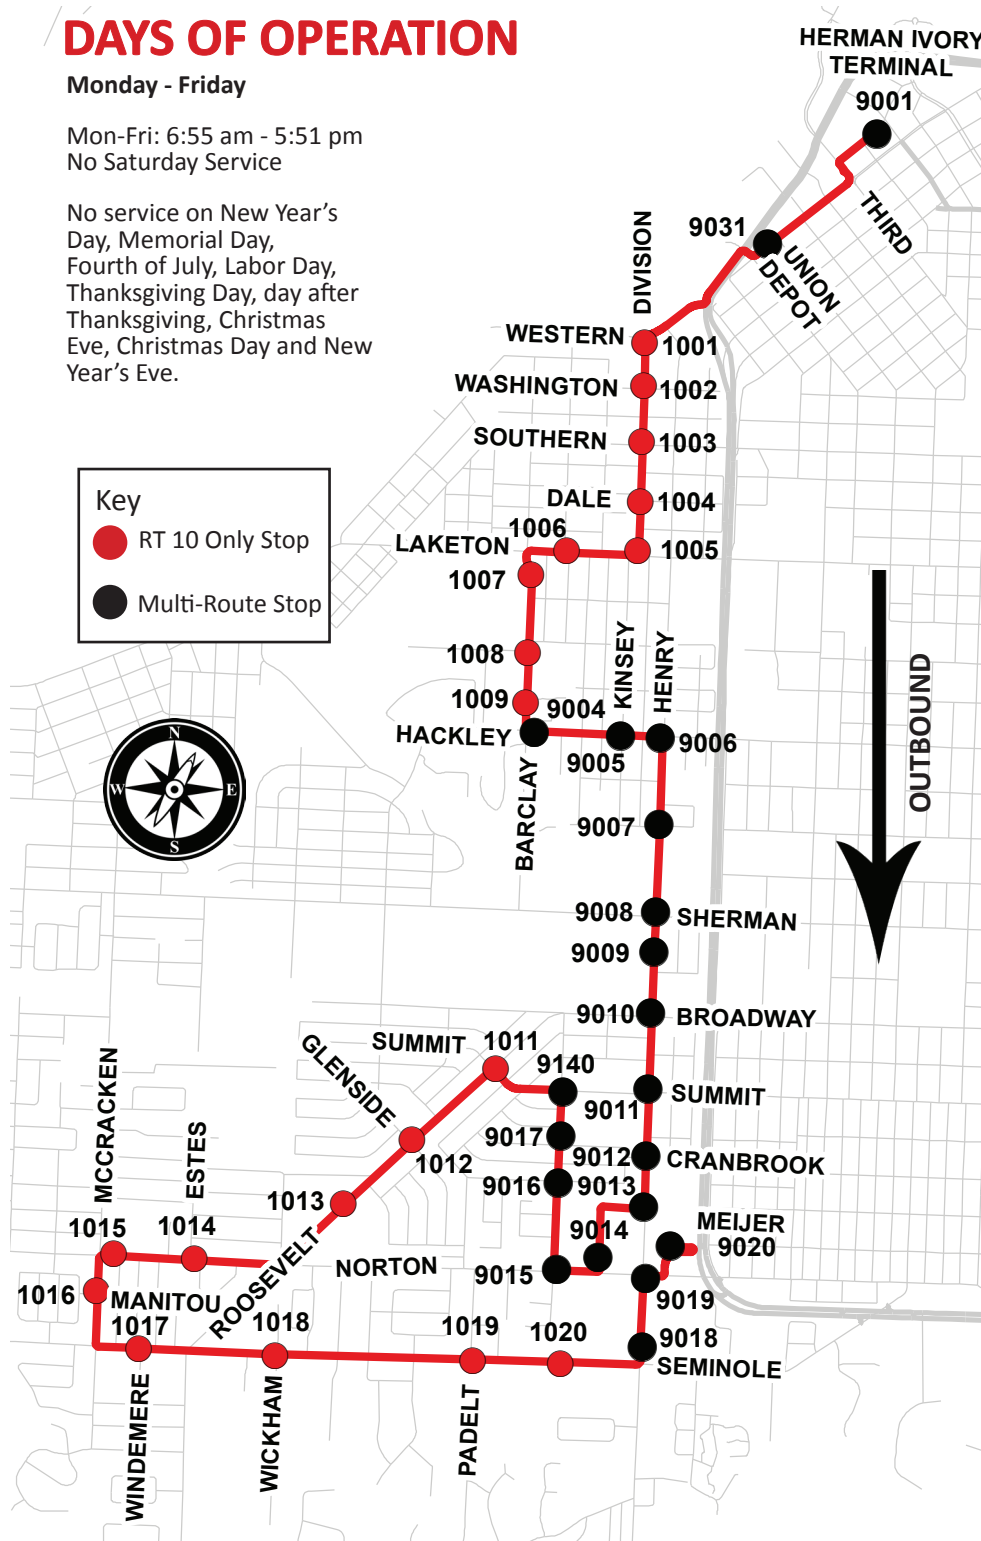 DAYS OF OPERATION
Monday - Friday
Mon-Fri: 6:55 am - 5:51 pm
No Saturday Service
No service on New Year's
Day, Memorial Day,
Fourth of July, Labor Day,
Thanksgiving Day, day after
Thanksgiving, Christmas
Eve, Christmas Day and New
Year's Eve.
HERMAN IVORY
TERMINAL
9001
THIRD
9031
UNION
DEPOT
DIVISION
WESTERN
1001
WASHINGTON
1002
SOUTHERN
1003
DALE
1004
1006
LAKETON
1005
1007
Key
RT 10 Only Stop
Multi-Route Stop
1008
KINSEY
HENRY
1009
9004
HACKLEY
9005
9006
BARCLAY
OUTBOUND
N
W
E
S
9007
9008
SHERMAN
9009
9010
BROADWAY
SUMMIT
1011
GLENSIDE
9140
9011
SUMMIT
MCCRACKEN
ESTES
9017
9012
CRANBROOK
1012
9016
9013
1013
MEIJER
9020
1015
1014
9014
ROOSEVELT
NORTON
9015
1016
MANITOU
9019
1017
1018
1019
1020
9018
SEMINOLE
WINDEMERE
WICKHAM
PADELT